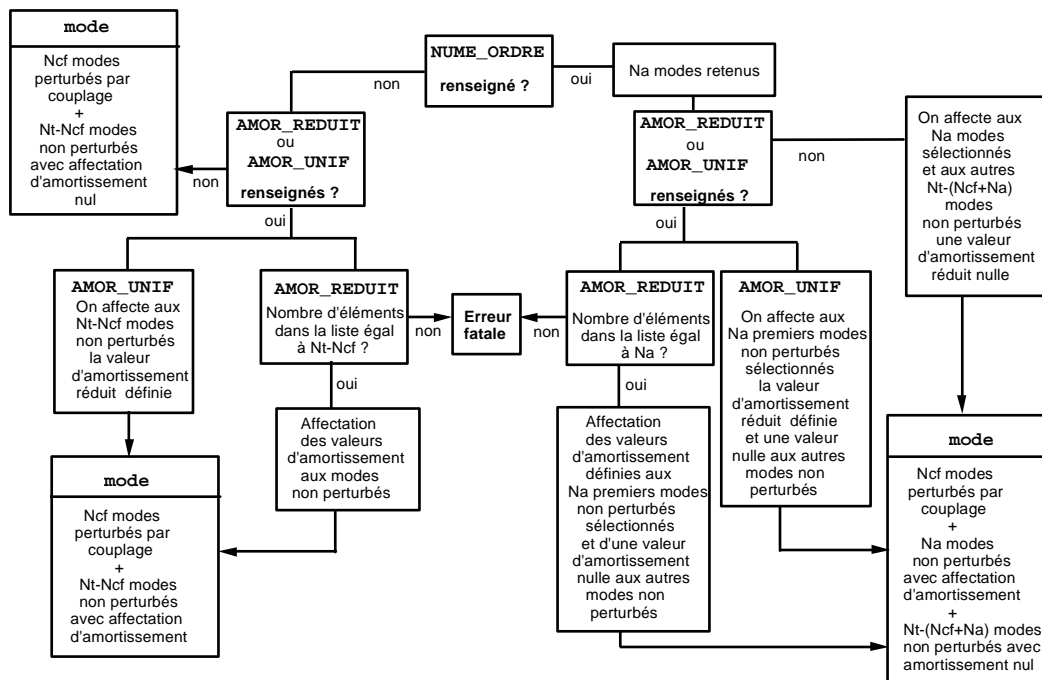 mode
Ncf modes
perturbés par
couplage
+
Nt-Ncf modes
non perturbés
avec affectation
d'amortissement
nul
NUME_ORDRE
renseigné ?
non
oui
Na modes retenus
AMOR_REDUIT
ou
AMOR_UNIF
renseignés ?
non
oui
AMOR_REDUIT
ou
AMOR_UNIF
renseignés ?
non
oui
On affecte aux
Na modes
sélectionnés
et aux autres
Nt-(Ncf+Na)
modes
non perturbés
une valeur
d'amortissement
réduit nulle
AMOR_UNIF
On affecte aux
Nt-Ncf modes
non perturbés
la valeur
d'amortissement
réduit définie
AMOR_REDUIT
Nombre d'éléments
dans la liste égal
à Nt-Ncf ?
non
oui
Erreur
fatale
AMOR_REDUIT
Nombre d'éléments
dans la liste égal
à Na ?
non
oui
AMOR_UNIF
On affecte aux
Na premiers modes
non perturbés
sélectionnés
la valeur
d'amortissement
réduit définie
et une valeur
nulle aux autres
modes non
perturbés
Affectation
des valeurs
d'amortissement
aux modes
non perturbés
Affectation
des valeurs
d'amortissement
définies aux
Na premiers modes
non perturbés
sélectionnés
et d'une valeur
d'amortissement
nulle aux autres
modes non
perturbés
mode
Ncf modes
perturbés par
couplage
+
Nt-Ncf modes
non perturbés
avec affectation
d'amortissement
mode
Ncf modes
perturbés par
couplage
+
Na modes
non perturbés
avec affectation
d'amortissement
+
Nt-(Ncf+Na) modes
non perturbés avec
amortissement nul